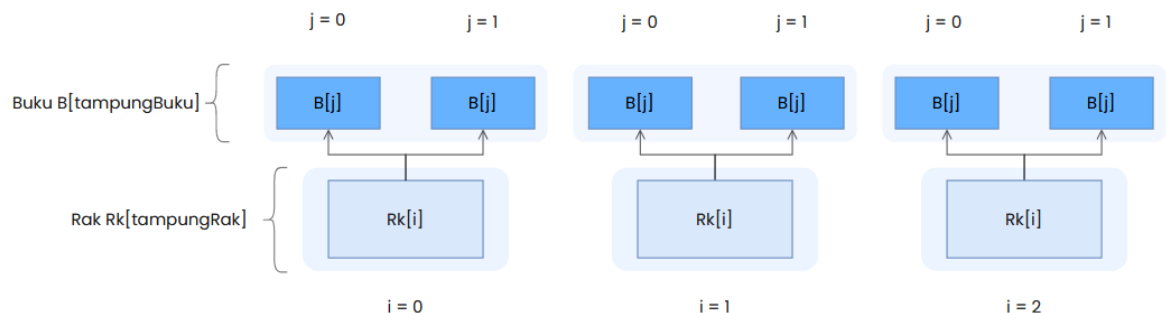 j = 0 j = 1 j = 0 j = 1 j = 0 j = 1
Buku B[tampungBuku] B[j] B[j] B[j] B[j] B[j] B[j]
Rak Rk[tampungRak] Rk[i] Rk[i] Rk[i]
i = 0 i = 1 i = 2